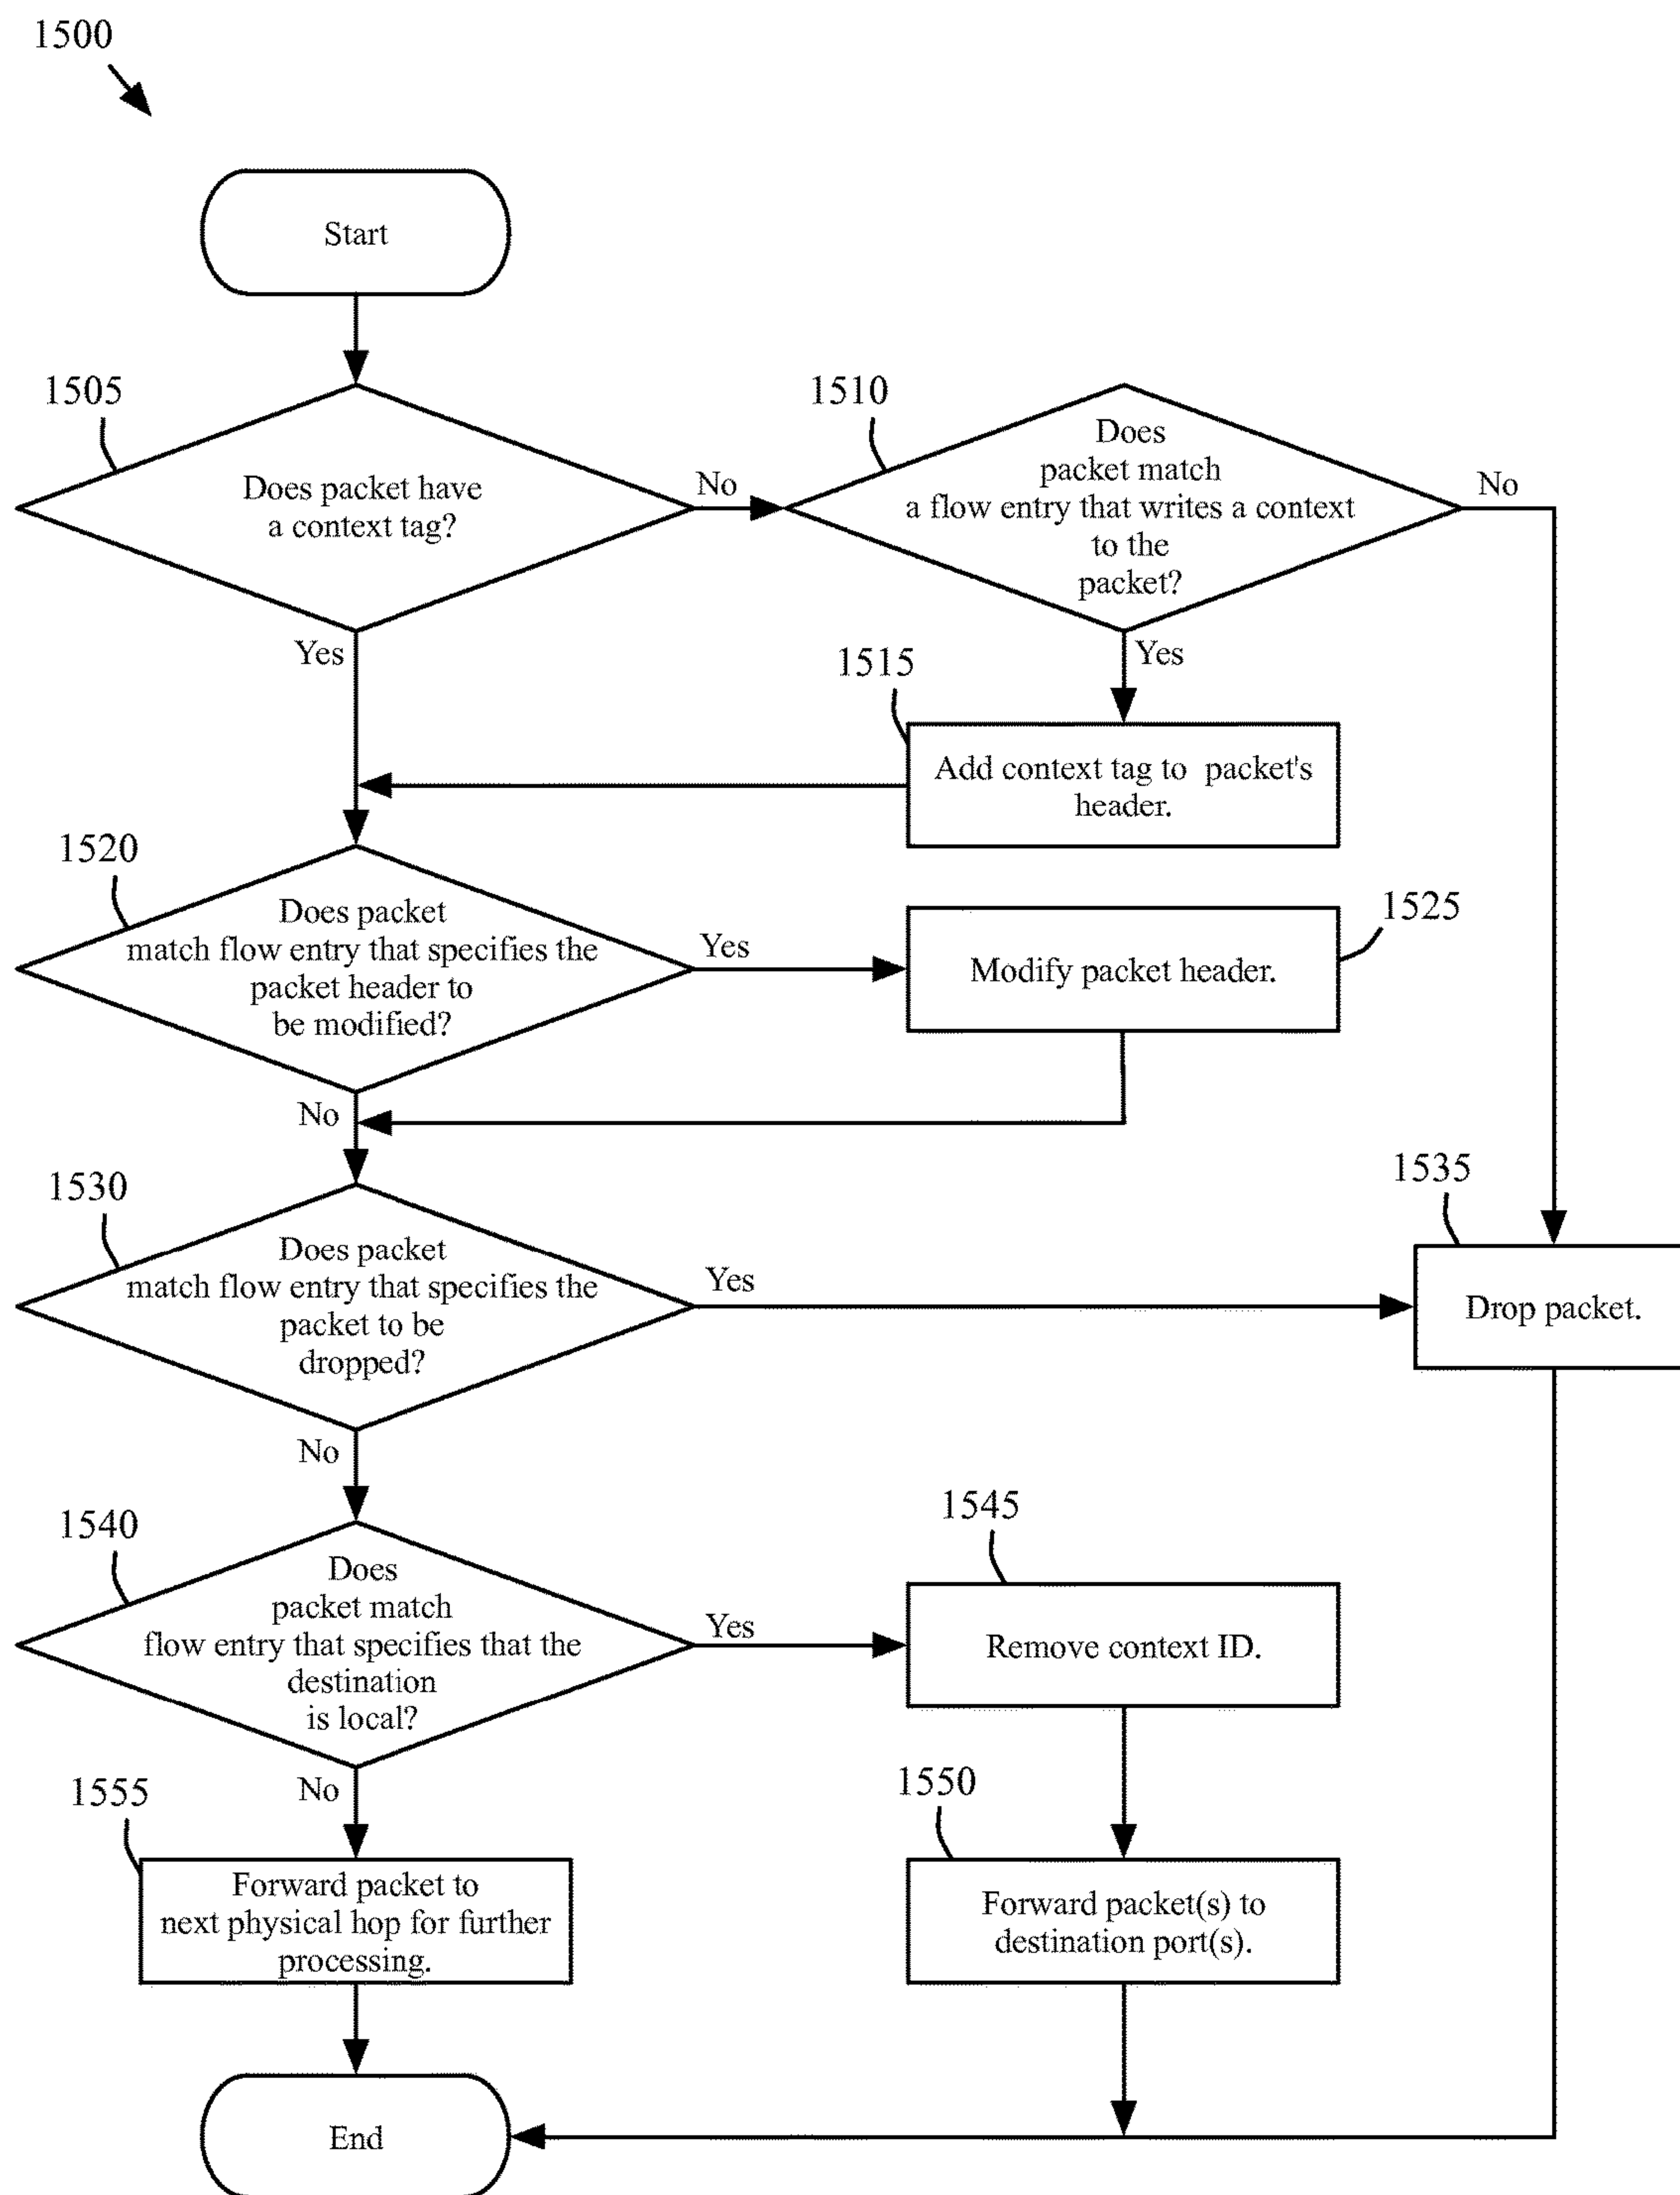 1500
Start
1505
Does packet have
a context tag?
No
1510
Does
packet match
a flow entry that writes a context
to the
packet?
No
Yes
Yes
1515
Add context tag to packet's
header.
1520
Does packet
match flow entry that specifies the
packet header to
be modified?
Yes
1525
Modify packet header.
No
1530
Does packet
match flow entry that specifies the
packet to be
dropped?
Yes
1535
Drop packet.
No
1540
Does
packet match
flow entry that specifies that the
destination
is local?
Yes
1545
Remove context ID.
No
1555
Forward packet to
next physical hop for further
processing.
1550
Forward packet(s) to
destination port(s).
End